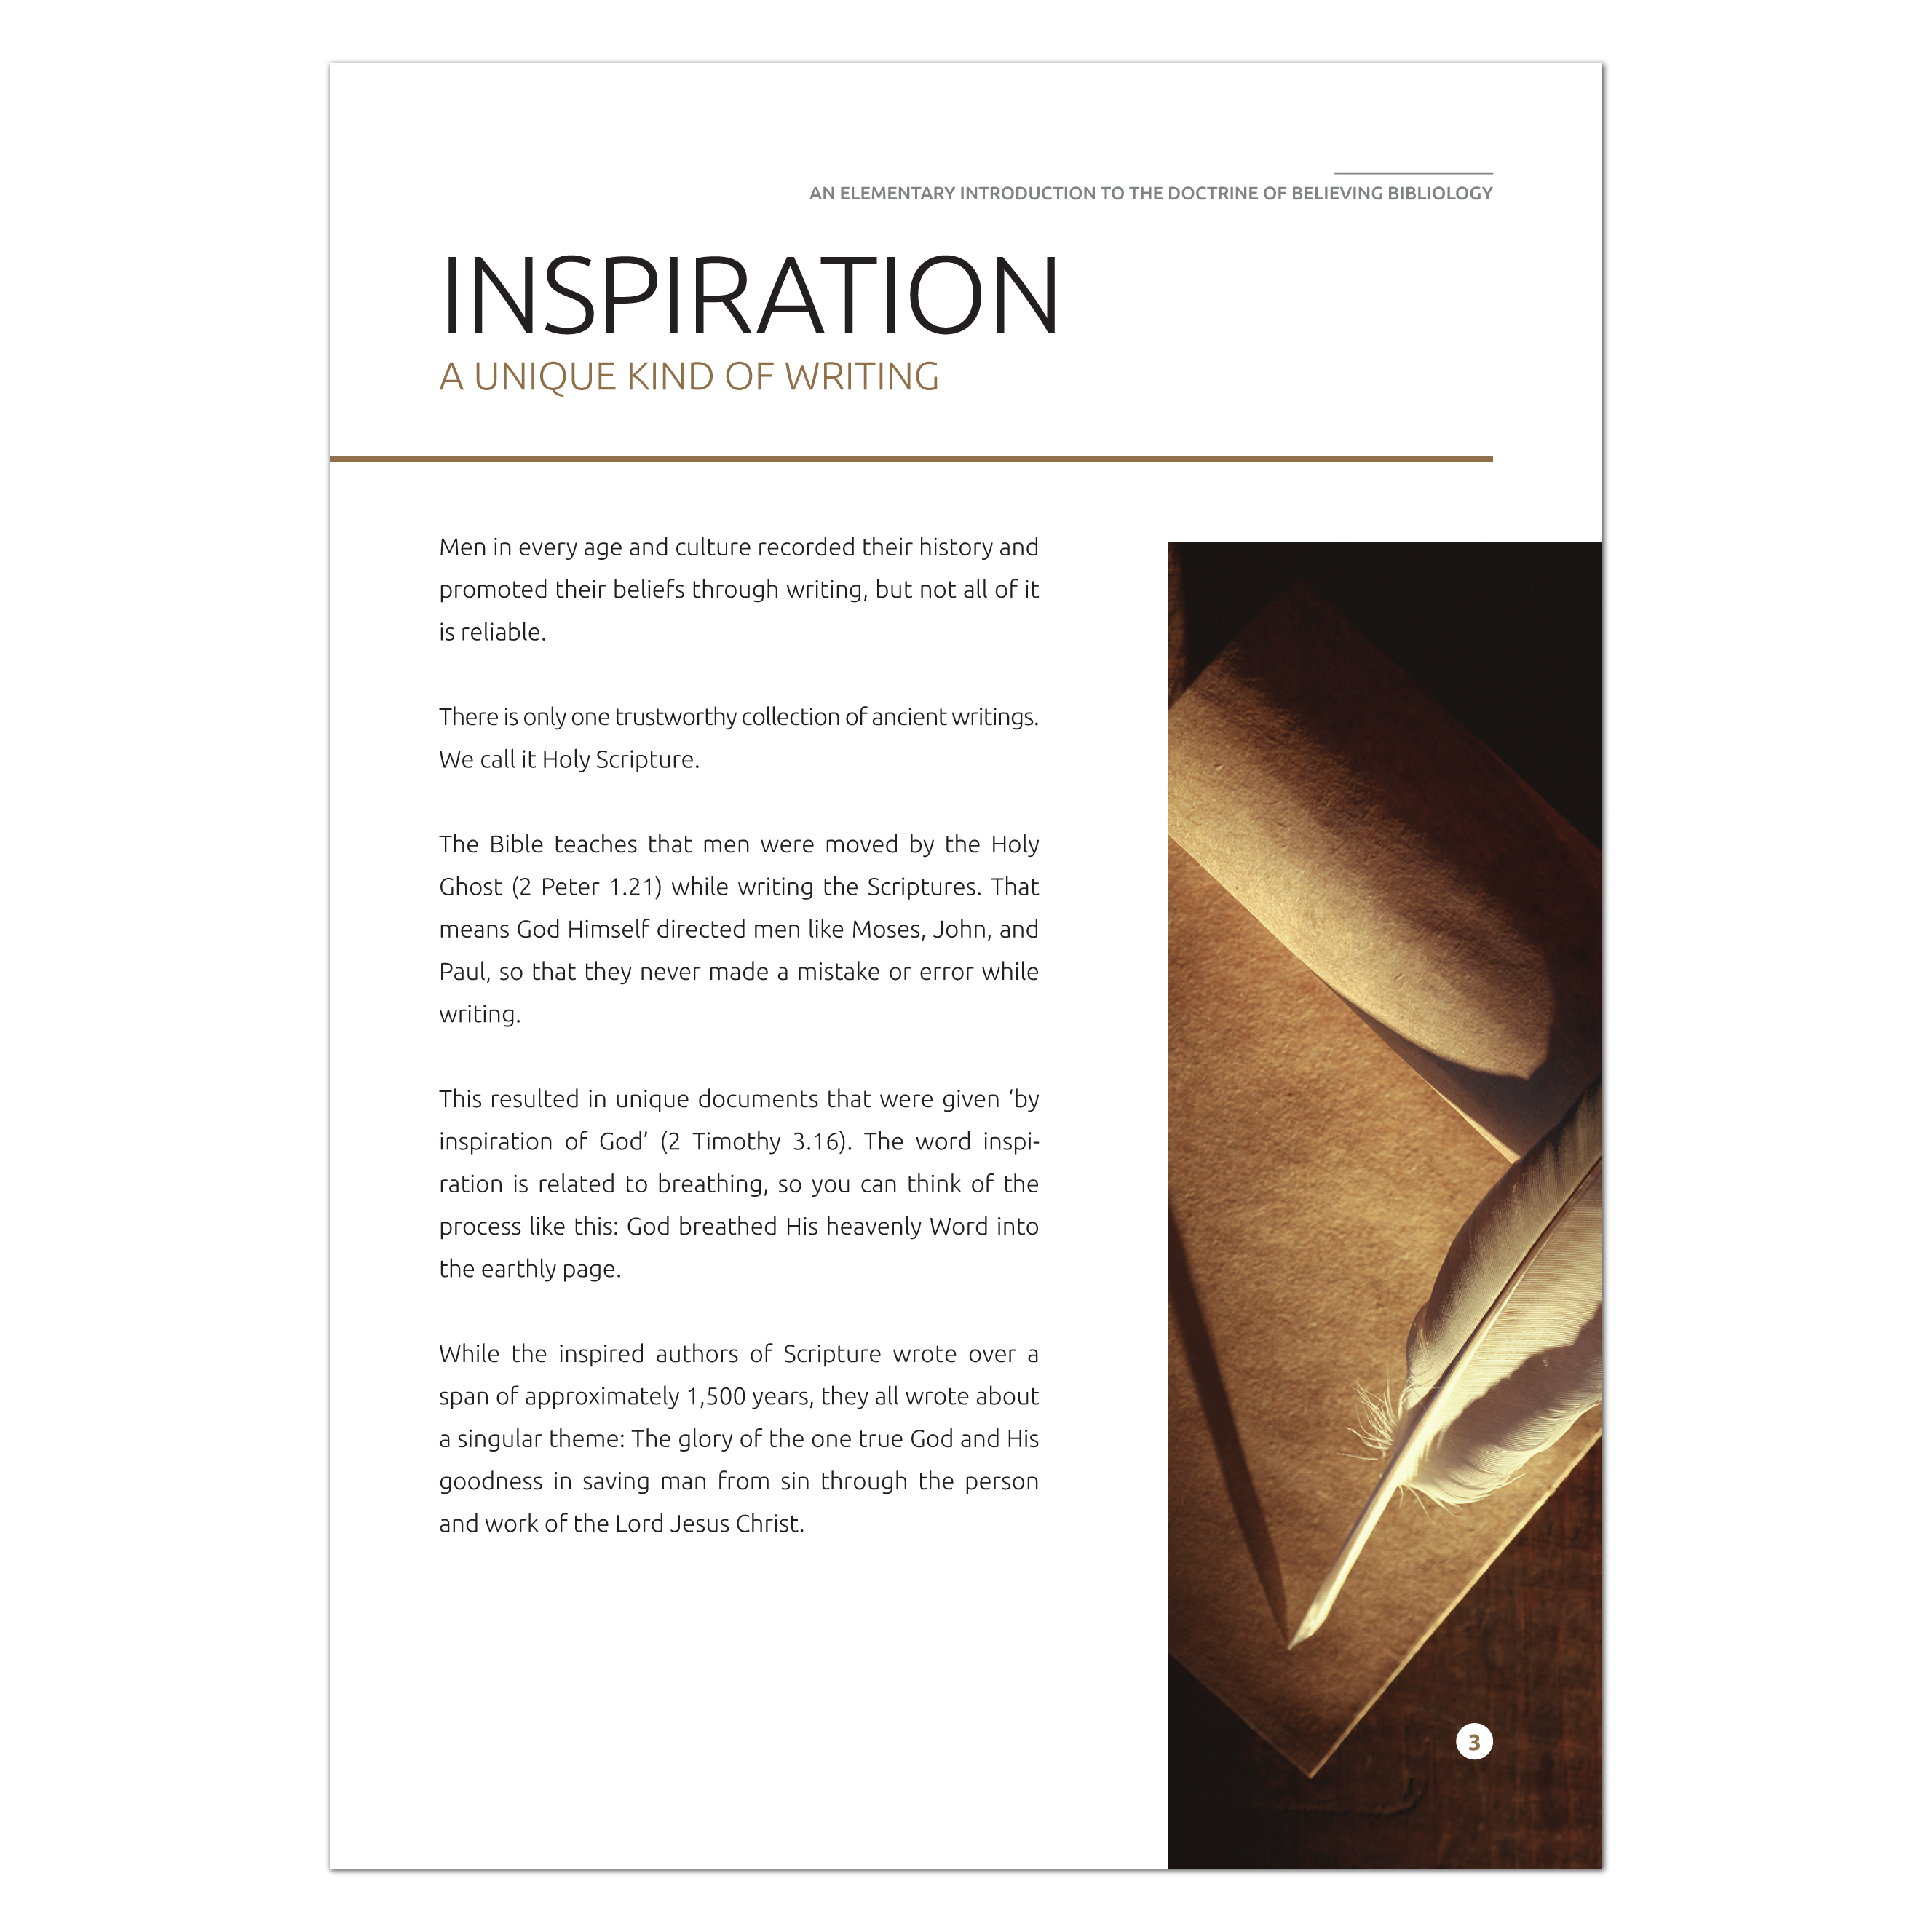 AN ELEMENTARY INTRODUCTION TO THE DOCTRINE OF BELIEVING BIBLIOLOGY
INSPIRATION
A UNIQUE KIND OF WRITING
Men in every age and culture recorded their history and
promoted their beliefs through writing, but not all of it
is reliable.
There is only one trustworthy collection of ancient writings.
We call it Holy Scripture.
The Bible teaches that men were moved by the Holy
Ghost (2 Peter 1.21) while writing the Scriptures. That
means God Himself directed men like Moses, John, and
Paul, so that they never made a mistake or error while
writing.
This resulted in unique documents that were given ‘by
inspiration of God’ (2 Timothy 3.16). The word inspi-
ration is related to breathing, so you can think of the
process like this: God breathed His heavenly Word into
the earthly page.
While the inspired authors of Scripture wrote over a
span of approximately 1,500 years, they all wrote about
a singular theme: The glory of the one true God and His
goodness in saving man from sin through the person
and work of the Lord Jesus Christ.
3